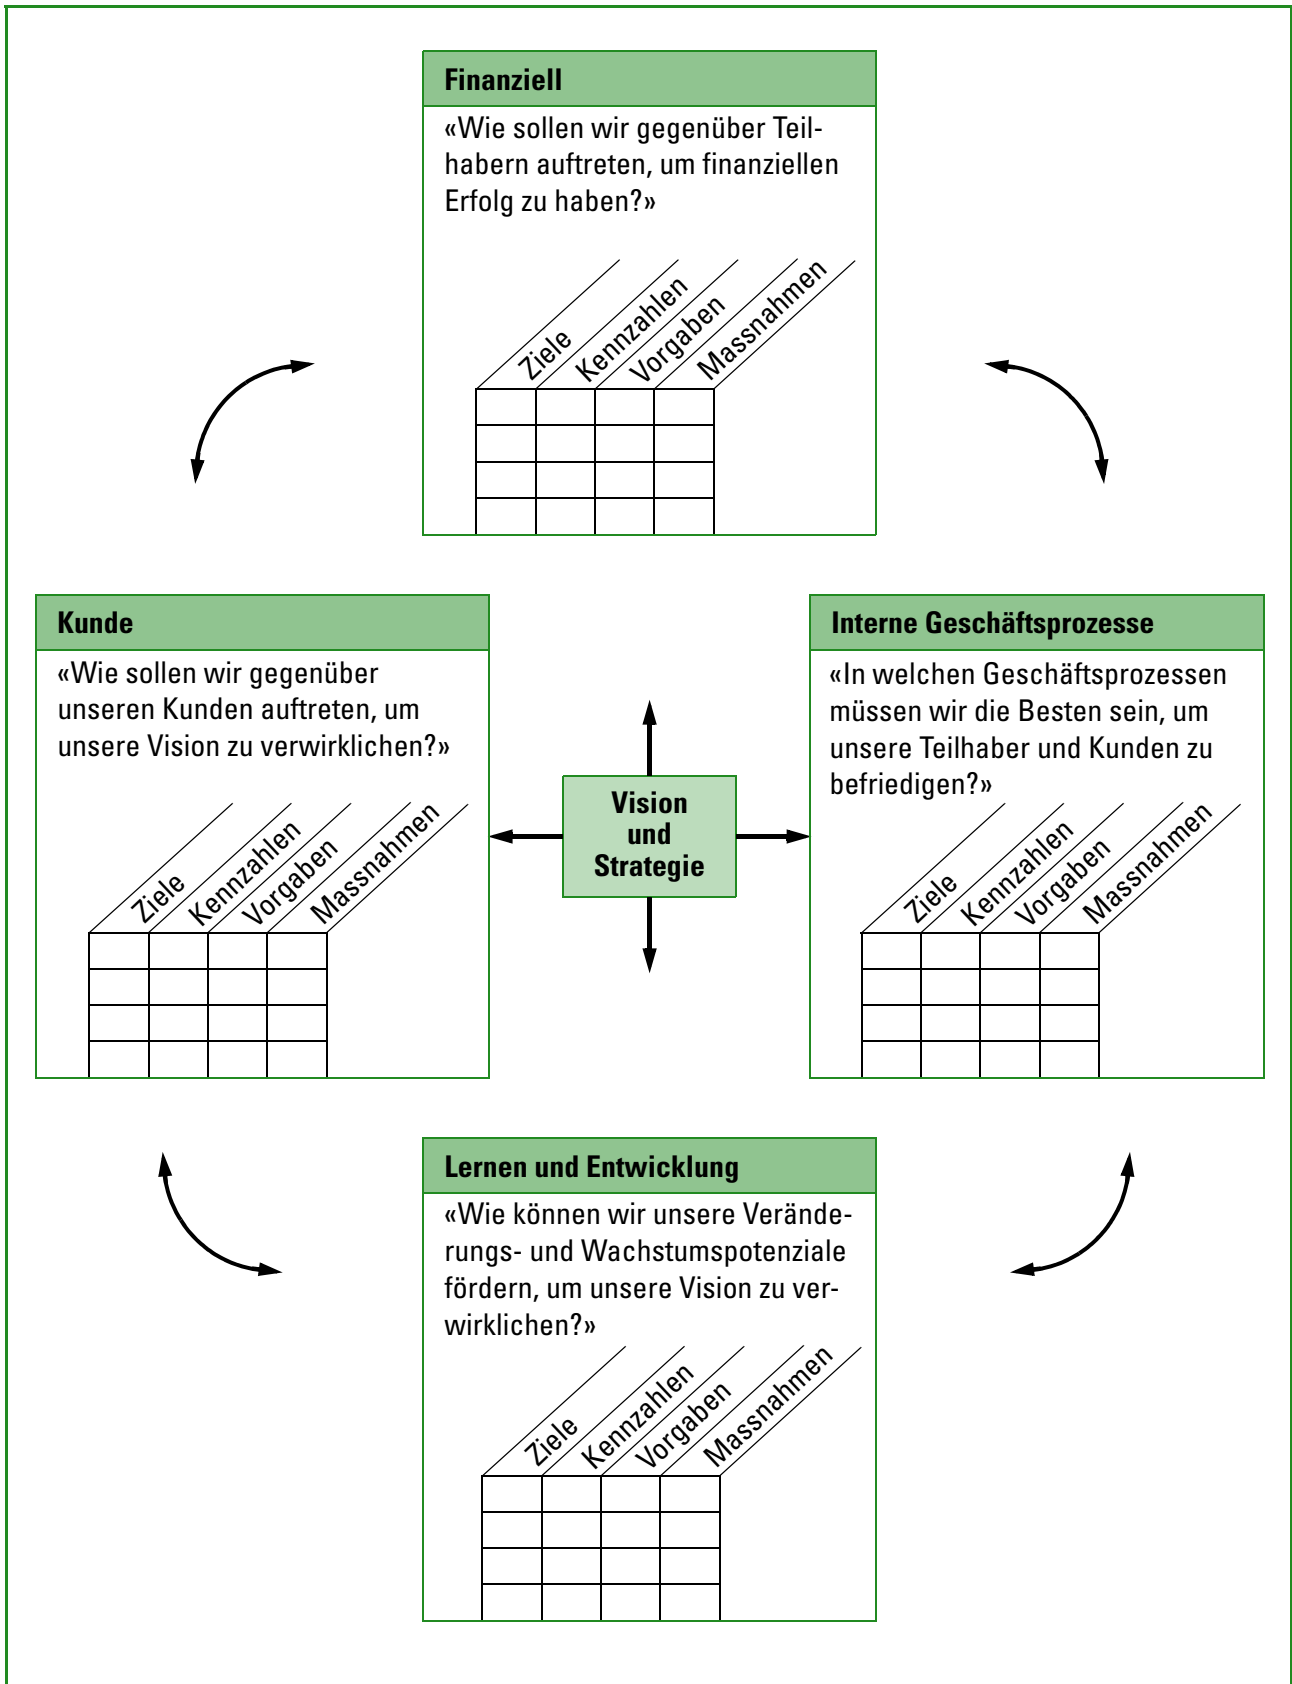 Finanziell
«Wie sollen wir gegenüber Teil-
habern auftreten, um finanziellen
Erfolg zu haben?»
Ziele
Kennzahlen
Vorgaben
Massnahmen
Kunde
«Wie sollen wir gegenüber
unseren Kunden auftreten, um
unsere Vision zu verwirklichen?»
Ziele
Kennzahlen
Vorgaben
Massnahmen
Vision
und
Strategie
Interne Geschäftsprozesse
«In welchen Geschäftsprozessen
müssen wir die Besten sein, um
unsere Teilhaber und Kunden zu
befriedigen?»
Ziele
Kennzahlen
Vorgaben
Massnahmen
Lernen und Entwicklung
«Wie können wir unsere Verände-
rungs- und Wachstumspotenziale
fördern, um unsere Vision zu ver-
wirklichen?»
Ziele
Kennzahlen
Vorgaben
Massnahmen